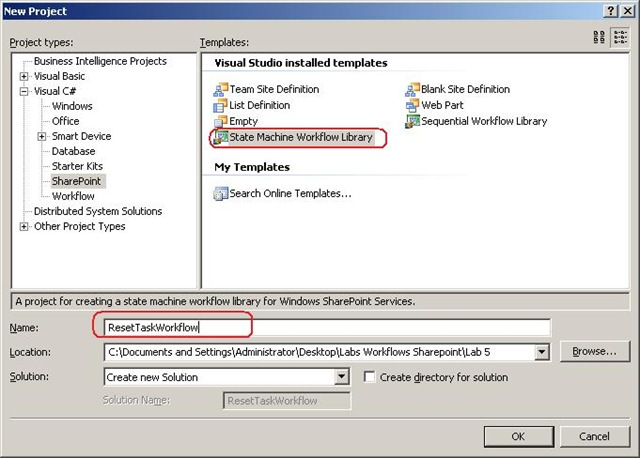 New Project
Project types:
Templates:
Business Intelligence Projects
Visual Basic
Visual C#
Windows
Office
Smart Device
Database
Starter Kits
SharePoint
Workflow
Distributed System Solutions
Other Project Types
Visual Studio installed templates
Team Site Definition
Blank Site Definition
List Definition
Web Part
Empty
Sequential Workflow Library
State Machine Workflow Library
My Templates
Search Online Templates...
A project for creating a state machine workflow library for Windows SharePoint Services.
Name:
ResetTaskWorkflow
Location:
C:\Documents and Settings\Administrator\Desktop\Labs Workflows Sharepoint\Lab 5
Browse...
Solution:
Create new Solution
Create directory for solution
Solution Name:
ResetTaskWorkflow
OK
Cancel